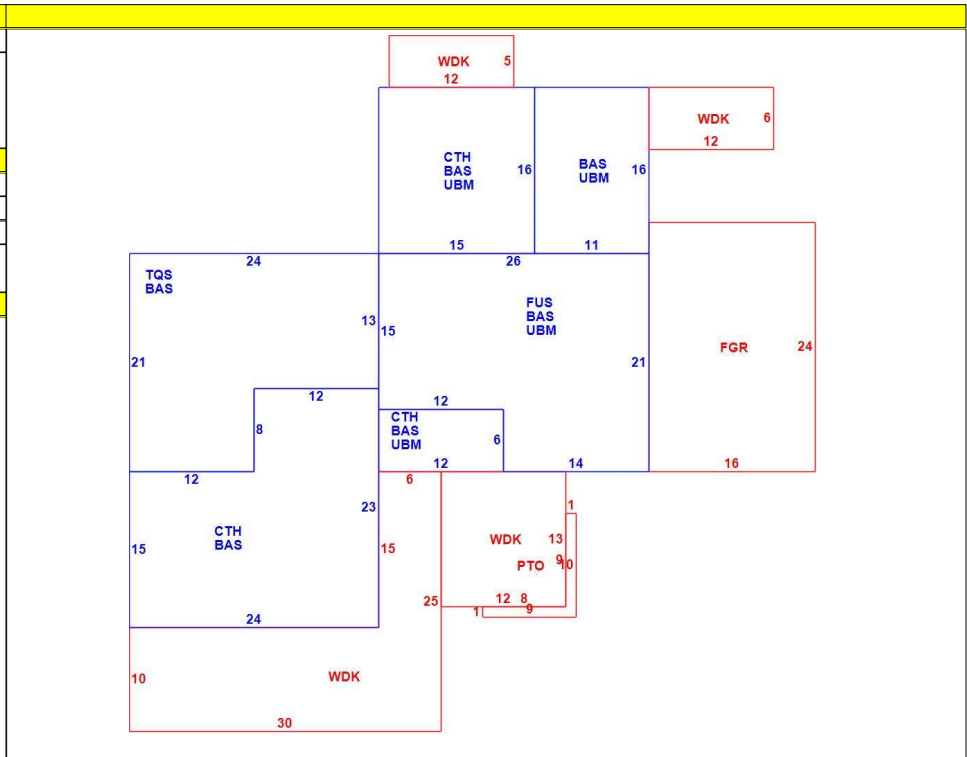 WDK 5
12
WDK 6
12
CTH
BAS
UBM
16
BAS
UBM
16
15
11
24
26
TQS
BAS
FUS
BAS
UBM
13
15
21
21
FGR 24
12
12
8
CTH
BAS
UBM
6
12
12
14
16
6
23
15
CTH
BAS
15
WDK 13
1
9
PTO 10
25
12 8
1
9
24
10
WDK
30